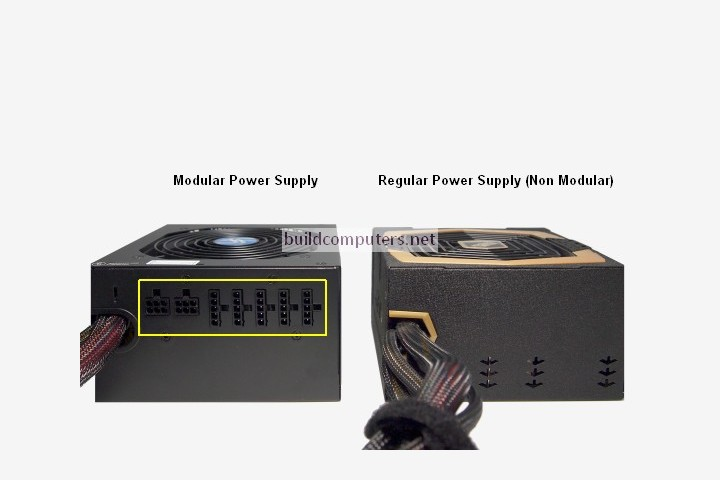 Modular Power Supply
Regular Power Supply (Non Modular)
buildcomputers.net